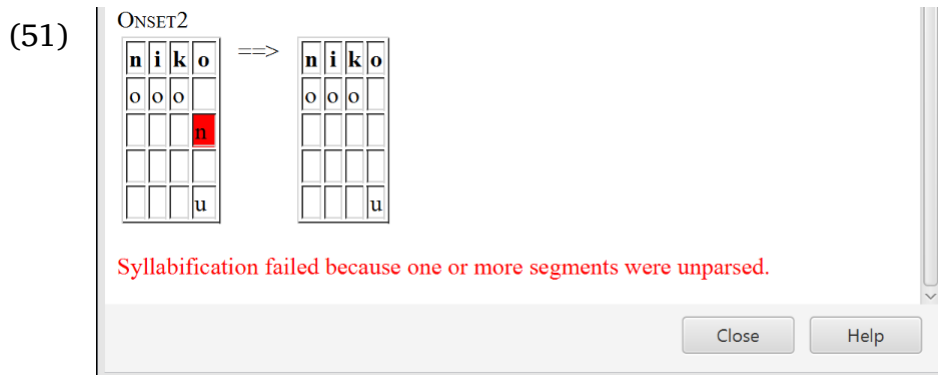 (51)
ONSET2
n i k o ==> n i k o
o o o o o o
n
u u
Syllabification failed because one or more segments were unparsed.
Close Help